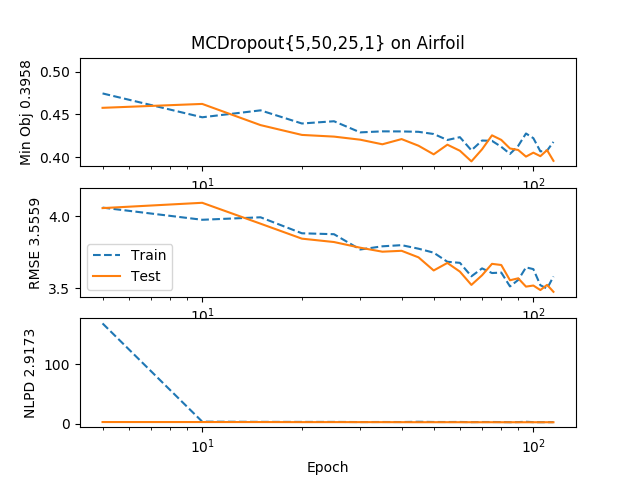 MCDropout{5,50,25,1} on Airfoil
Min Obj 0.3958
0.50
0.45
0.40
10¹ 10²
RMSE 3.5559
4.0
3.5
Train
Test
10¹ 10²
NLPD 2.9173
100
0
10¹ 10²
Epoch